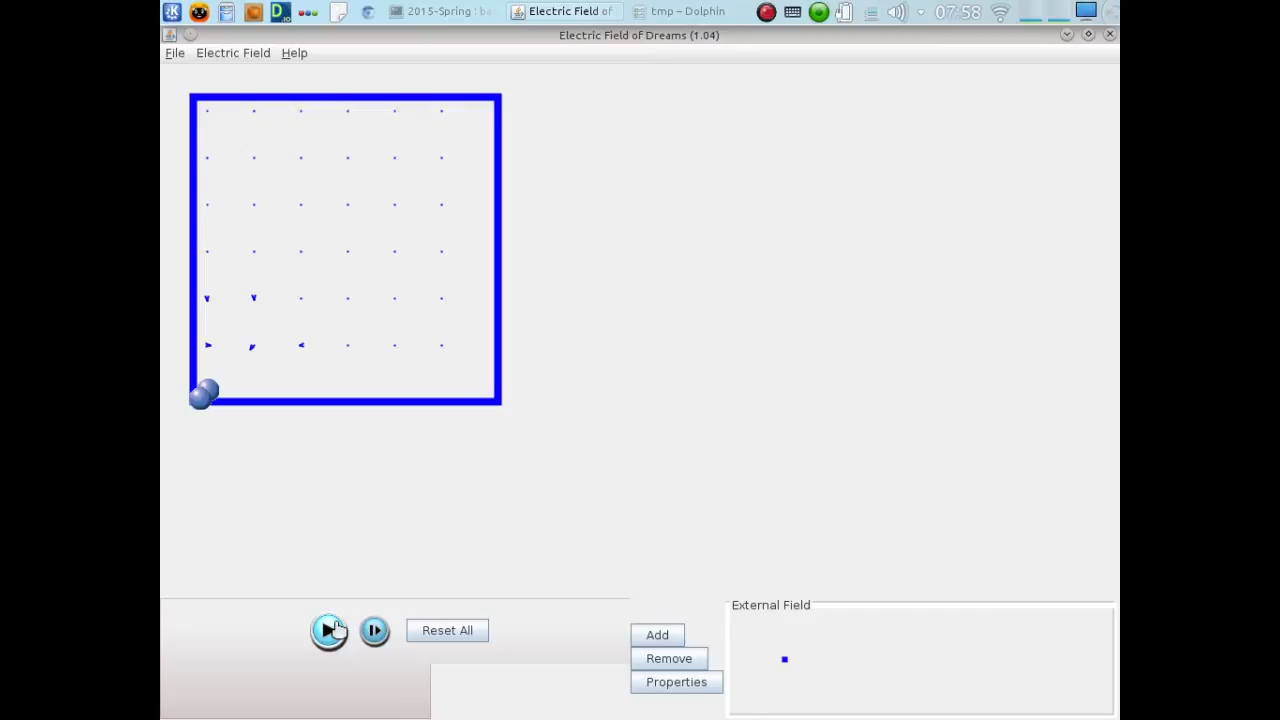 2015-Spring : ba
Electric Field of
tmp – Dolphin
07:58
Electric Field of Dreams (1.04)
File Electric Field Help
Reset All
Add
Remove
Properties
External Field